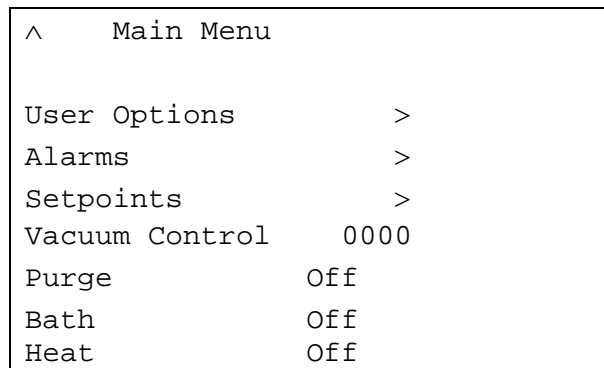 ∧ Main Menu
User Options >
Alarms >
Setpoints >
Vacuum Control 0000
Purge Off
Bath Off
Heat Off